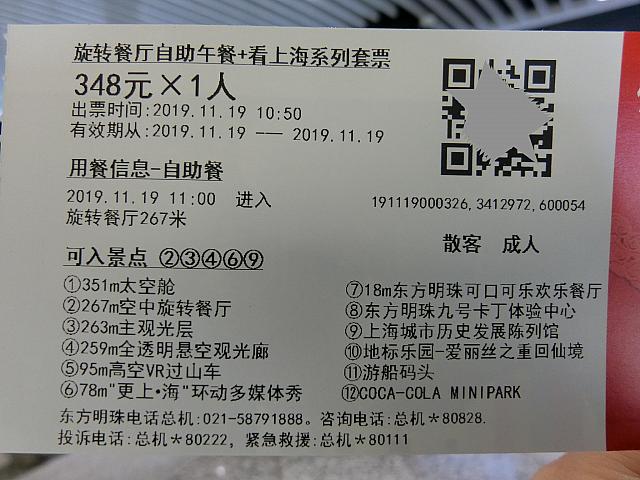 旋转餐厅自助午餐+看上海系列套票
348元×1人
出票时间:2019.11.19 10:50
有效期从:2019.11.19 —— 2019.11.19
用餐信息-自助餐
2019.11.19 11:00 进入
旋转餐厅267米
191119000326,3412972,600054
散客 成人
可入景点 ②③④⑥⑨
①351m太空舱
②267m空中旋转餐厅
③263m主观光层
④259m全透明悬空观光廊
⑤95m高空VR过山车
⑥78m"更上·海"环动多媒体秀
⑦18m东方明珠可口可乐欢乐餐厅
⑧东方明珠九号卡丁体验中心
⑨上海城市历史发展陈列馆
⑩地标乐园-爱丽丝之重回仙境
⑪游船码头
⑫COCA-COLA MINIPARK
东方明珠电话总机:021-58791888。咨询电话:总机*80828.
投诉电话:总机*80222, 紧急救援:总机*80111